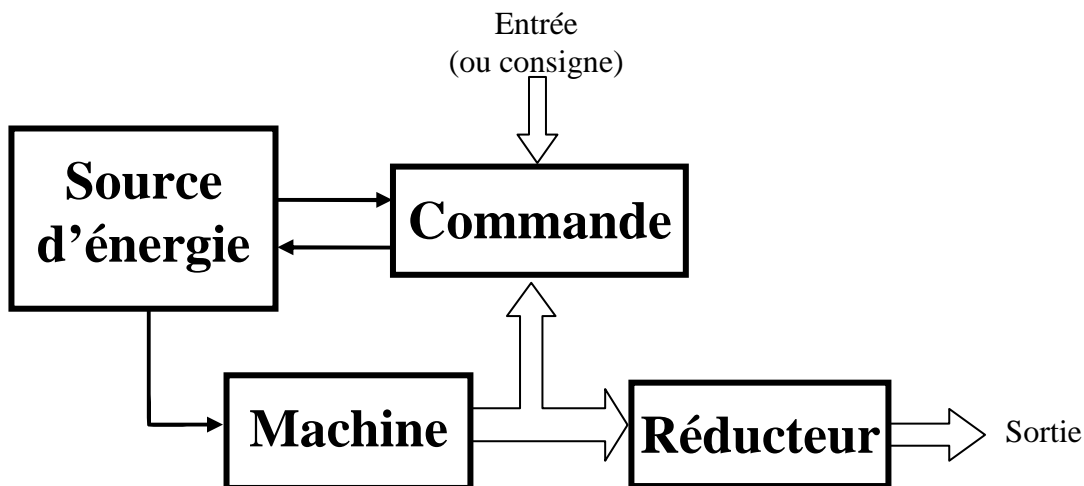 Entrée
(ou consigne)
Source
d’énergie
Commande
Machine
Réducteur
Sortie